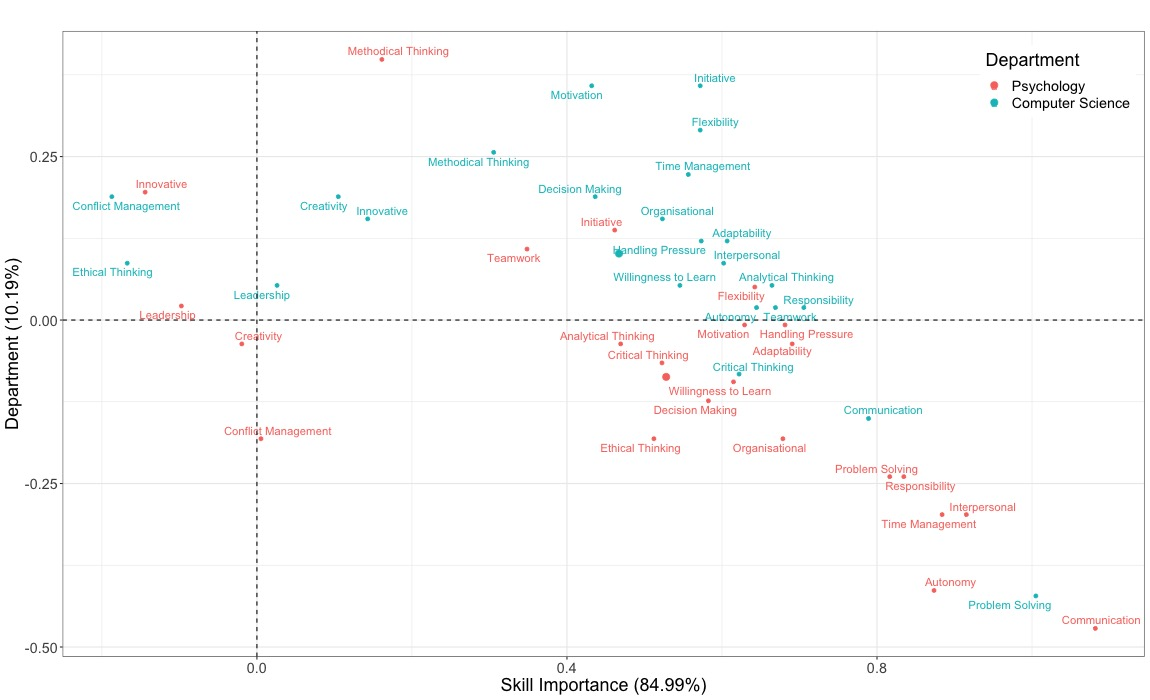 Methodical Thinking
Department
Psychology
Computer Science
Initiative
Motivation
Flexibility
0.25
Methodical Thinking
Time Management
Innovative
Decision Making
Conflict Management
Creativity
Innovative
Organisational
Initiative
Adaptability
Handling Pressure
Teamwork
Interpersonal
Ethical Thinking
Willingness to Learn
Analytical Thinking
Leadership
Flexibility
Responsibility
Leadership
Autonomy
Teamwork
0.00
Creativity
Analytical Thinking
Motivation
Handling Pressure
Critical Thinking
Adaptability
Critical Thinking
Willingness to Learn
Decision Making
Communication
Conflict Management
Ethical Thinking
Organisational
Problem Solving
-0.25
Responsibility
Interpersonal
Time Management
Autonomy
Problem Solving
Communication
-0.50
0.0
0.4
0.8
Skill Importance (84.99%)
Department (10.19%)